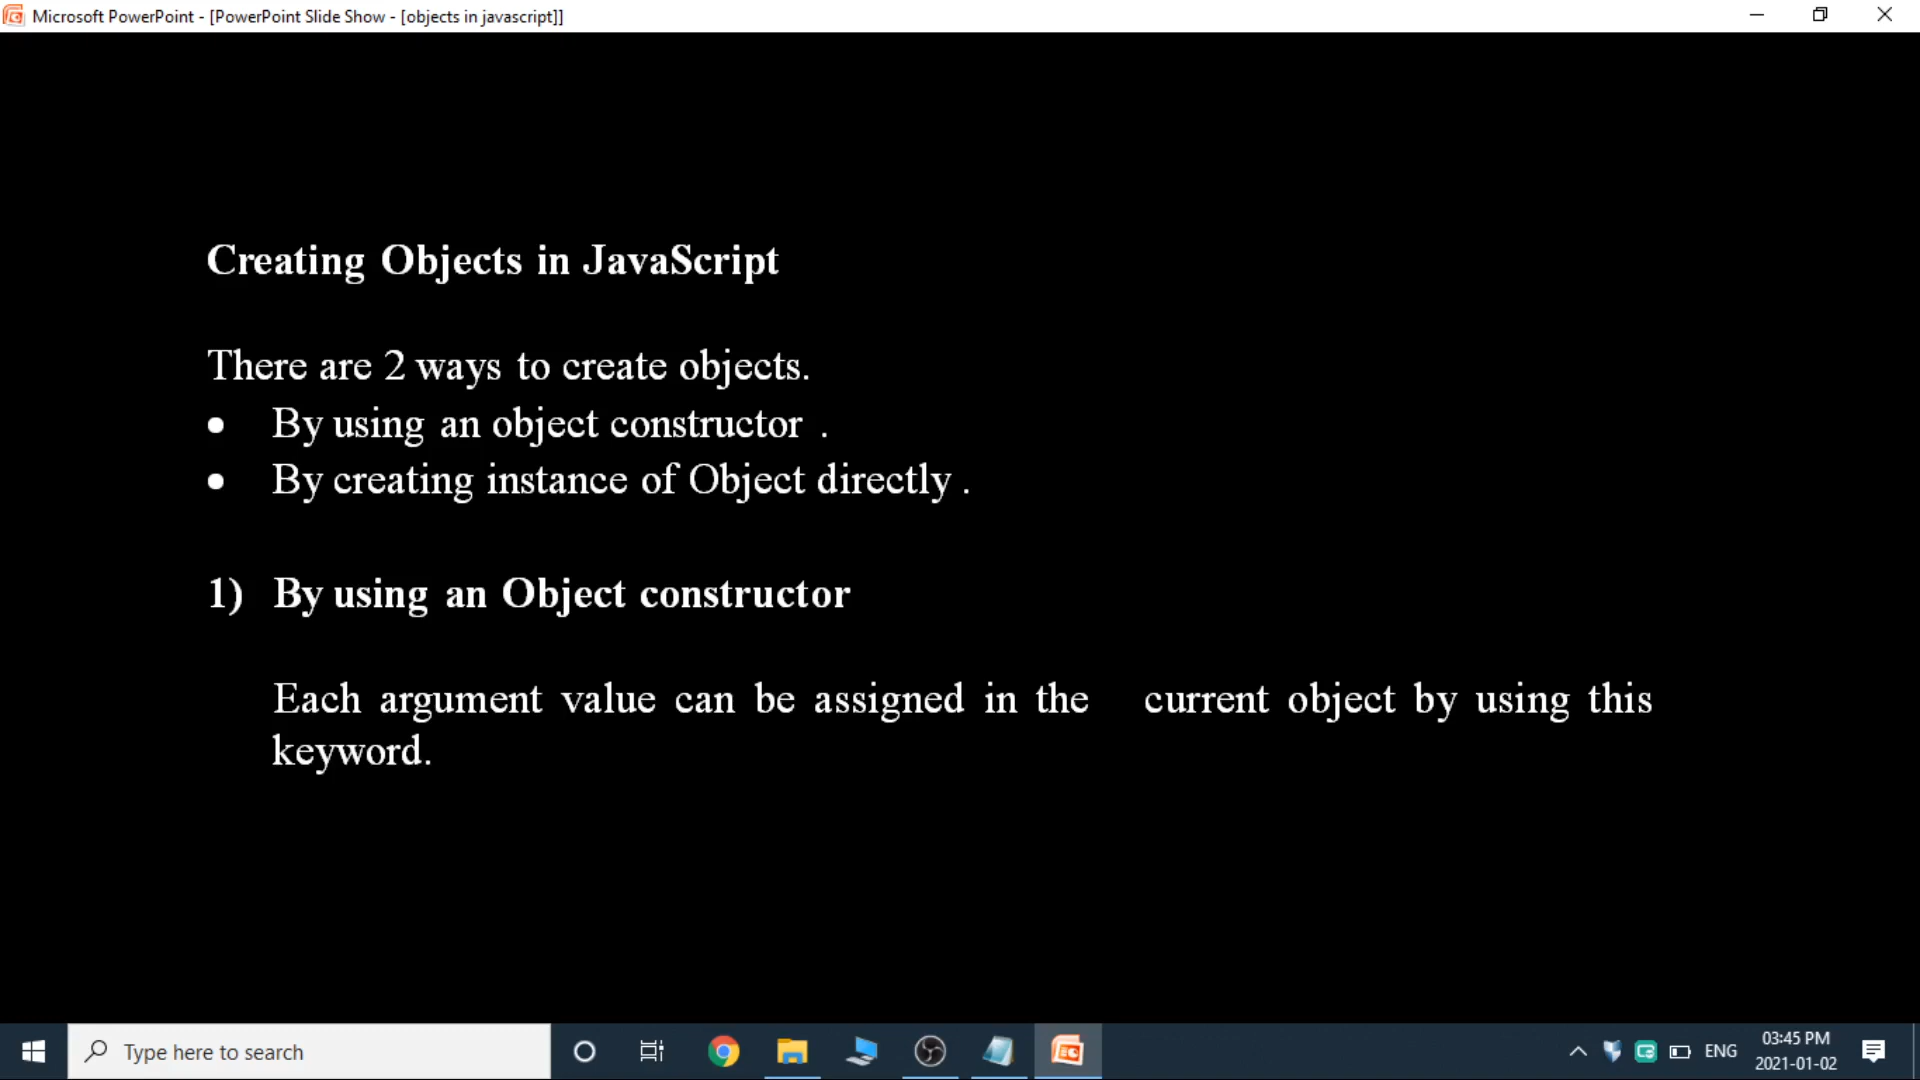 Microsoft PowerPoint - [PowerPoint Slide Show - [objects in javascript]]
Creating Objects in JavaScript
There are 2 ways to create objects.
• By using an object constructor .
• By creating instance of Object directly .
1) By using an Object constructor
Each argument value can be assigned in the current object by using this
keyword.
Type here to search
ENG
03:45 PM
2021-01-02